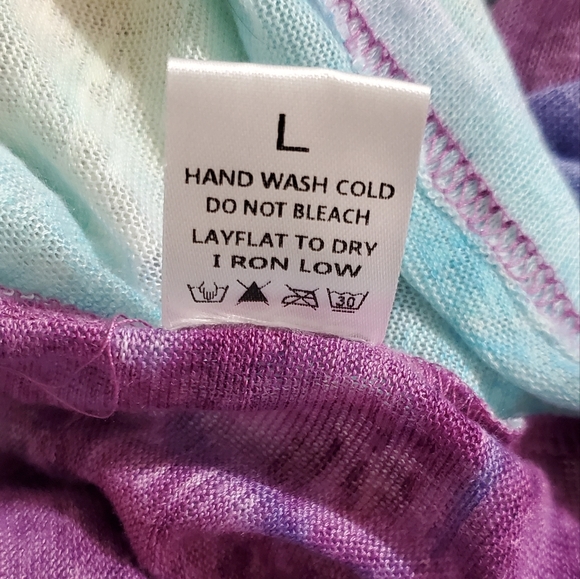 L
HAND WASH COLD
DO NOT BLEACH
LAYFLAT TO DRY
I RON LOW
30